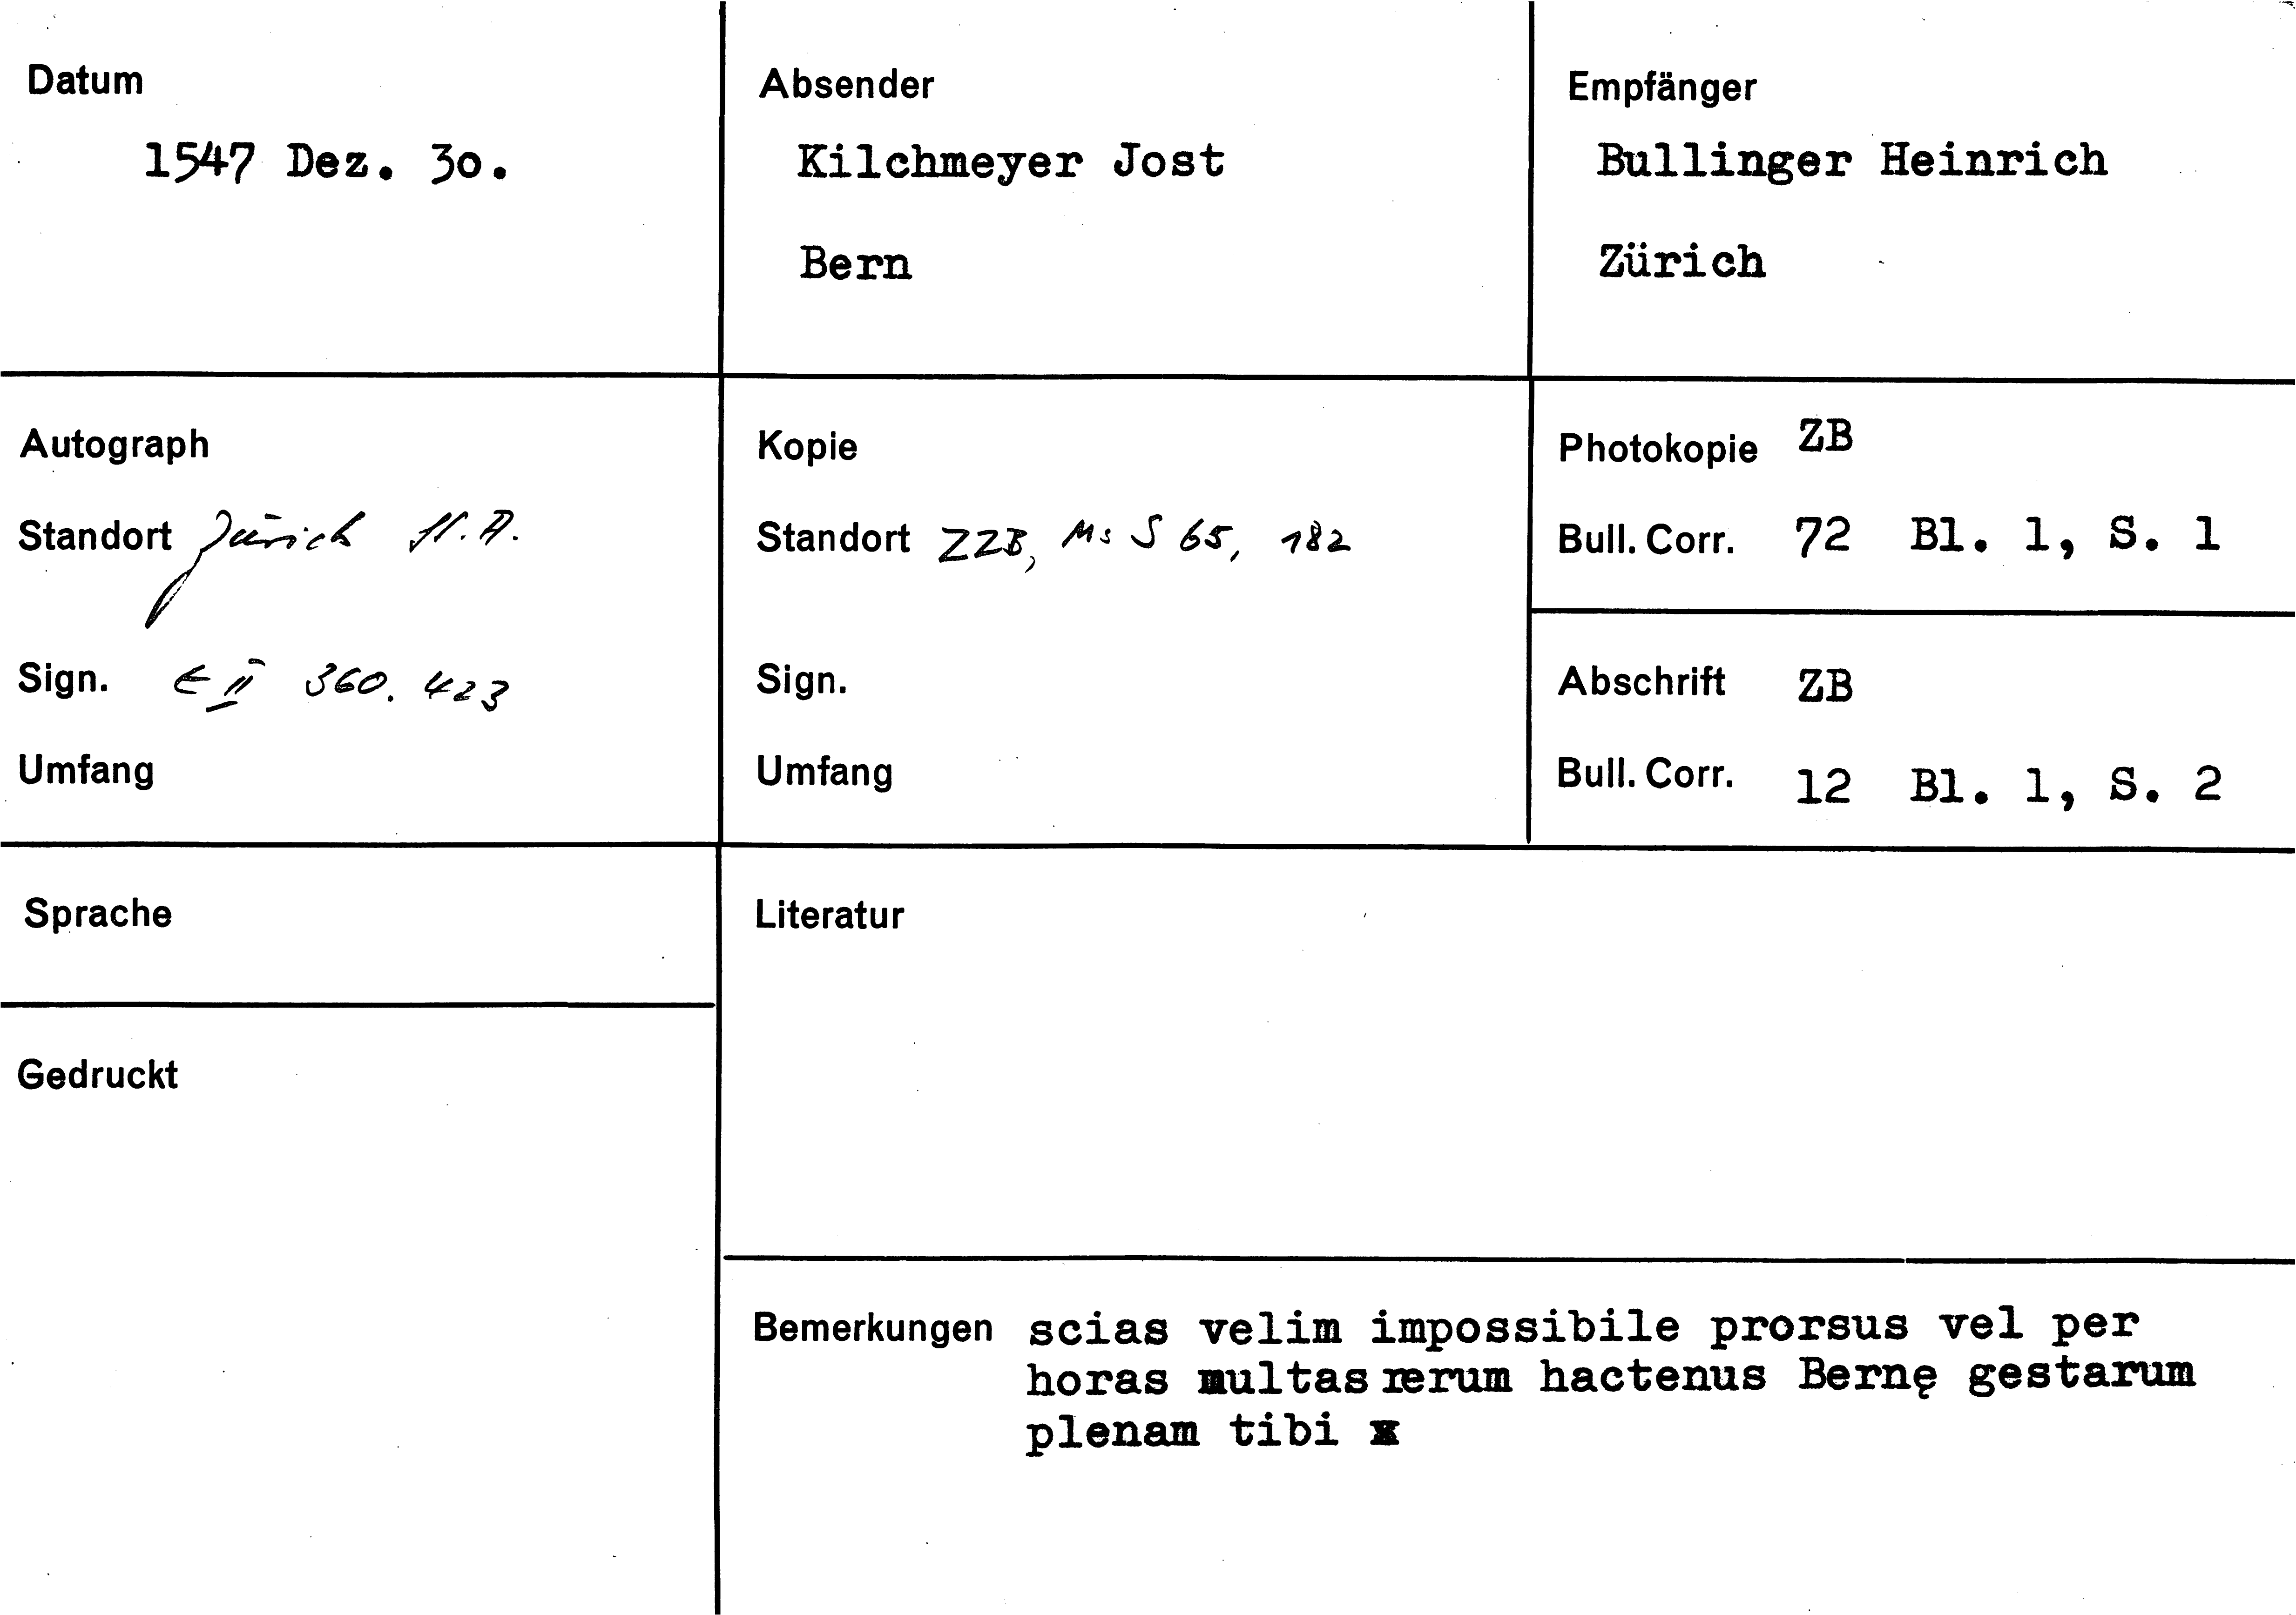 Datum
1547 Dez. 30.
Absender
Kilchmeyer Jost
Bern
Empfänger
Bullinger Heinrich
Zürich
Autograph
Standort Zürich St. A.
Sign. E II 360. 423
Umfang
Kopie
Standort ZZB, Ms S 65, 182
Sign.
Umfang
Photokopie ZB
Bull. Corr. 72 Bl. 1, S. 1
Abschrift ZB
Bull. Corr. 12 Bl. 1, S. 2
Sprache
Gedruckt
Literatur
Bemerkungen scias velim impossibile prorsus vel per
horas multas rerum hactenus Bernę gestarum
plenam tibi